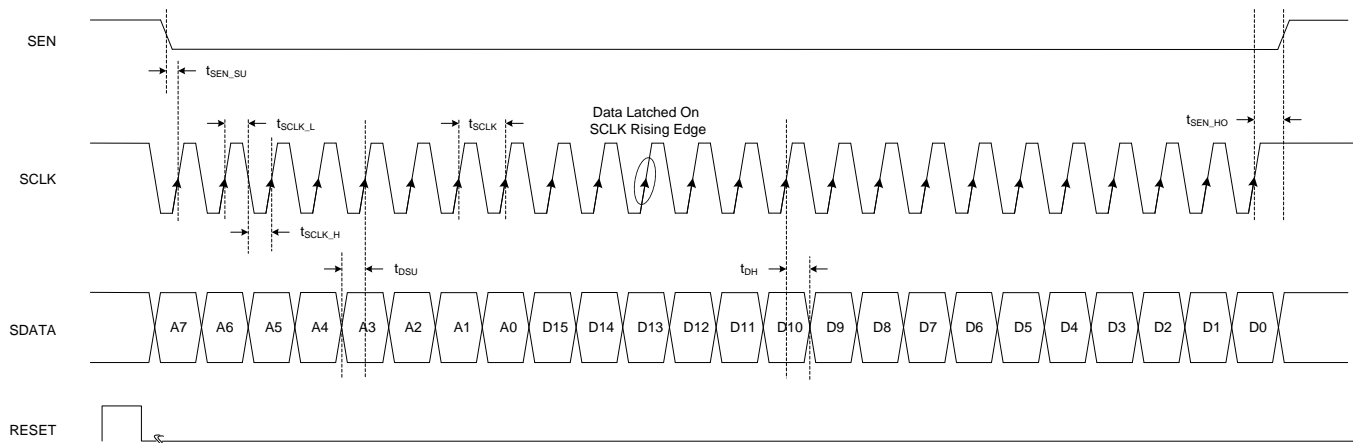 SEN
tSEN_SU
Data Latched On
SCLK Rising Edge
tSCLK_L
tSCLK
tSEN_HO
SCLK
tSCLK_H
tDSU
tDH
SDATA
A7 A6 A5 A4 A3 A2 A1 A0 D15 D14 D13 D12 D11 D10 D9 D8 D7 D6 D5 D4 D3 D2 D1 D0
RESET